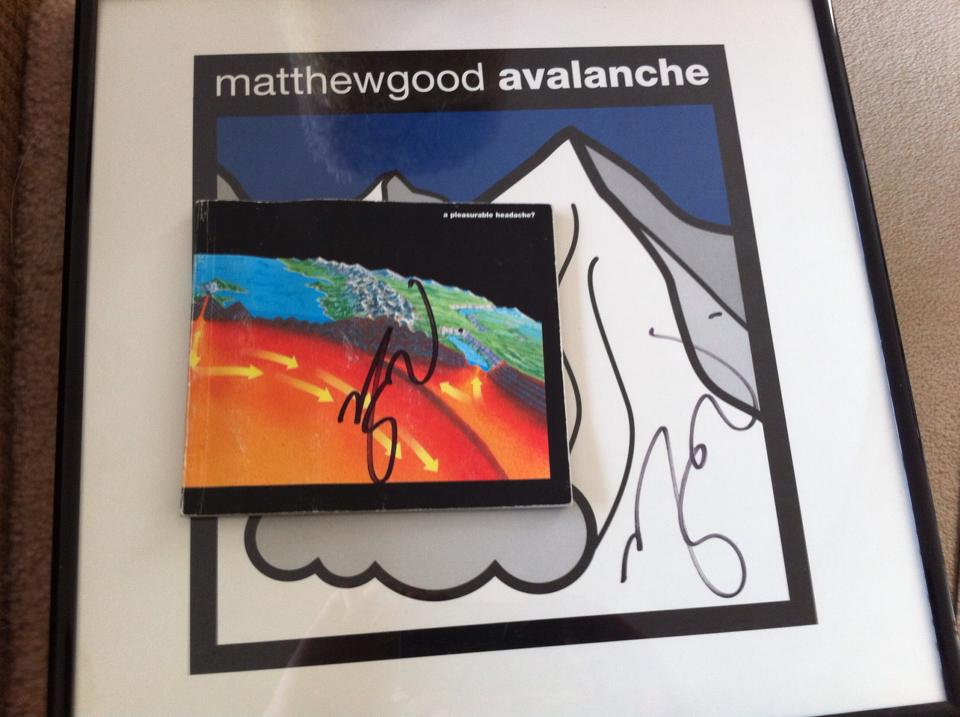 matthewgood avalanche
a pleasurable headache?